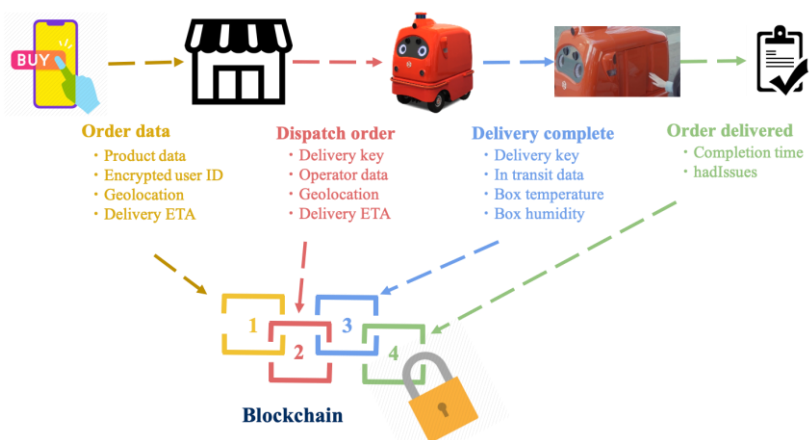 BUY
Order data
· Product data
· Encrypted user ID
· Geolocation
· Delivery ETA
Dispatch order
· Delivery key
· Operator data
· Geolocation
· Delivery ETA
Delivery complete
· Delivery key
· In transit data
· Box temperature
· Box humidity
Order delivered
· Completion time
· hadIssues
1
2
3
4
Blockchain